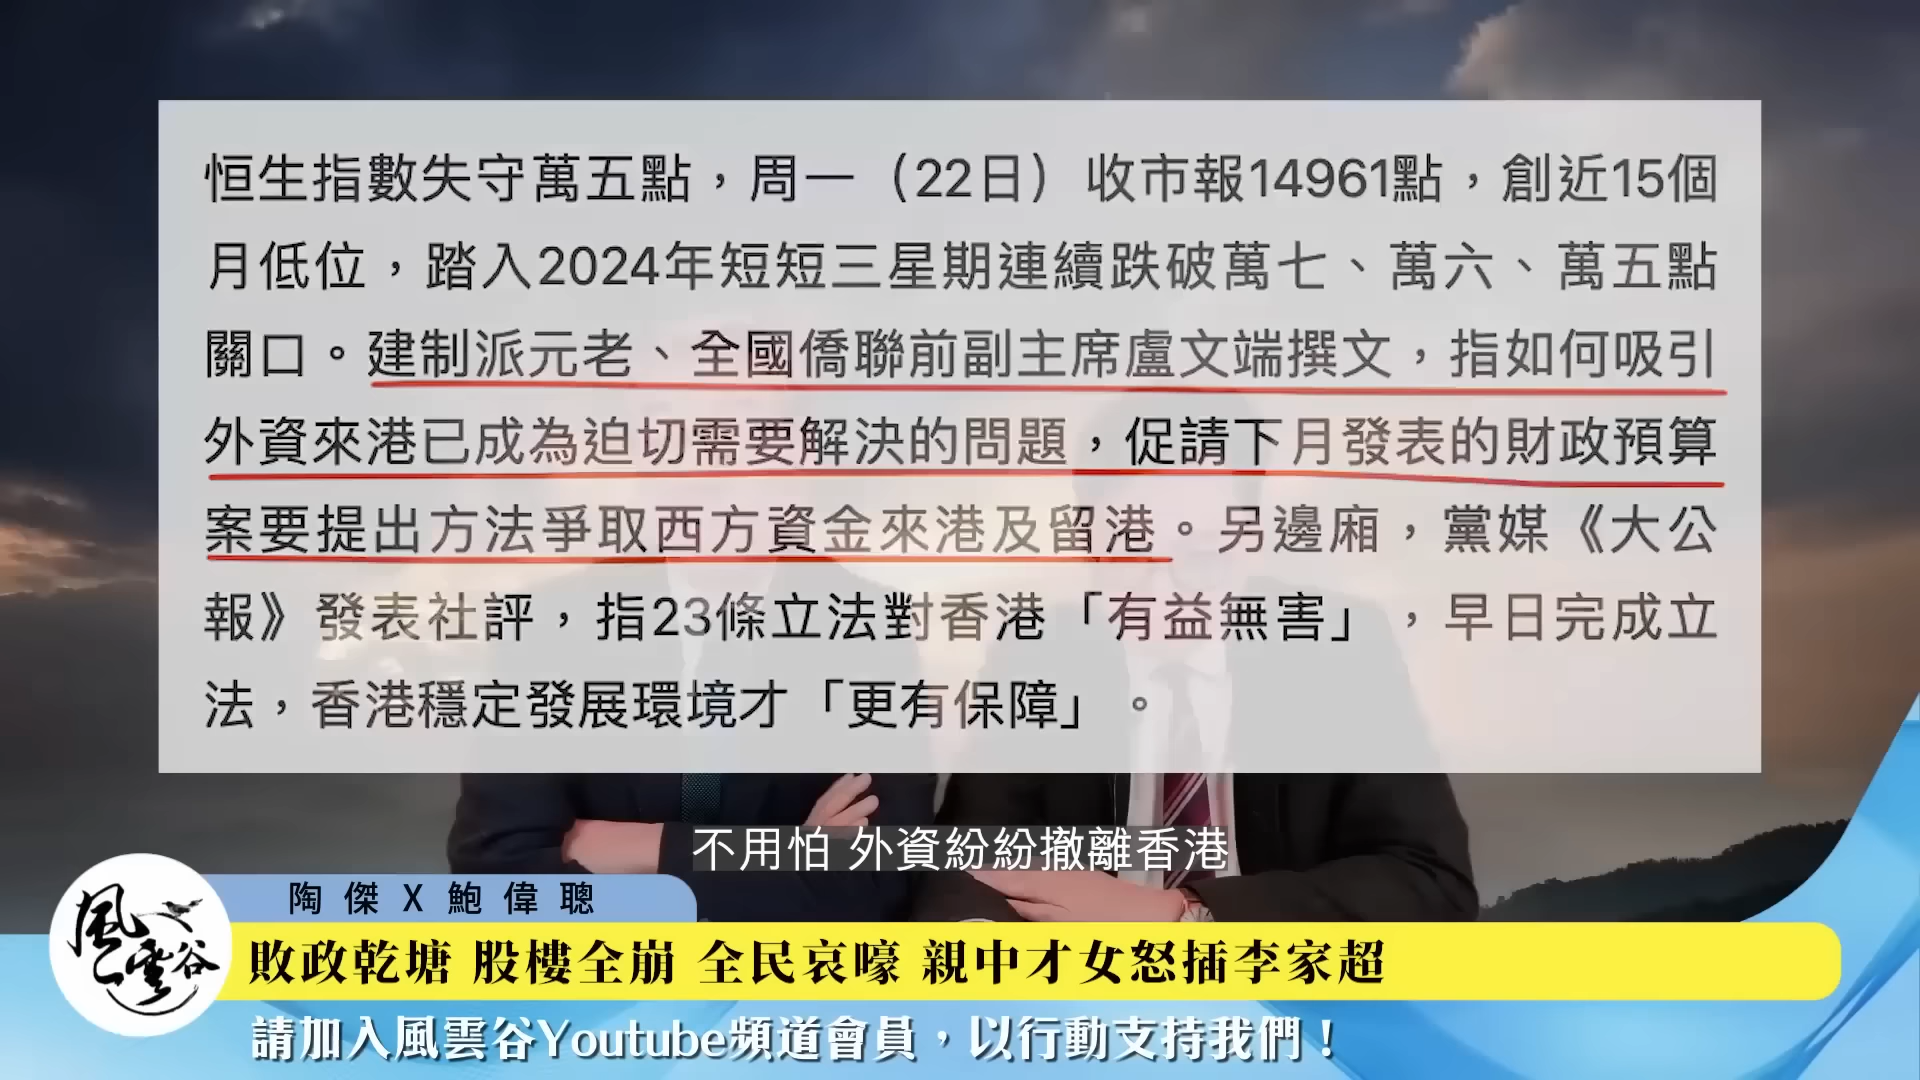 恒生指數失守萬五點，周一（22日）收市報14961點，創近15個
月低位，踏入2024年短短三星期連續跌破萬七、萬六、萬五點
關口。建制派元老、全國僑聯前副主席盧文端撰文，指如何吸引
外資來港已成為迫切需要解決的問題，促請下月發表的財政預算
案要提出方法爭取西方資金來港及留港。另邊廂，黨媒《大公
報》發表社評，指23條立法對香港「有益無害」，早日完成立
法，香港穩定發展環境才「更有保障」。
不用怕 外資紛紛撤離香港
陶傑X鮑偉聰
風雲谷
敗政乾塘 股樓全崩 全民哀嚎 親中才女怒插李家超
請加入風雲谷Youtube頻道會員，以行動支持我們！